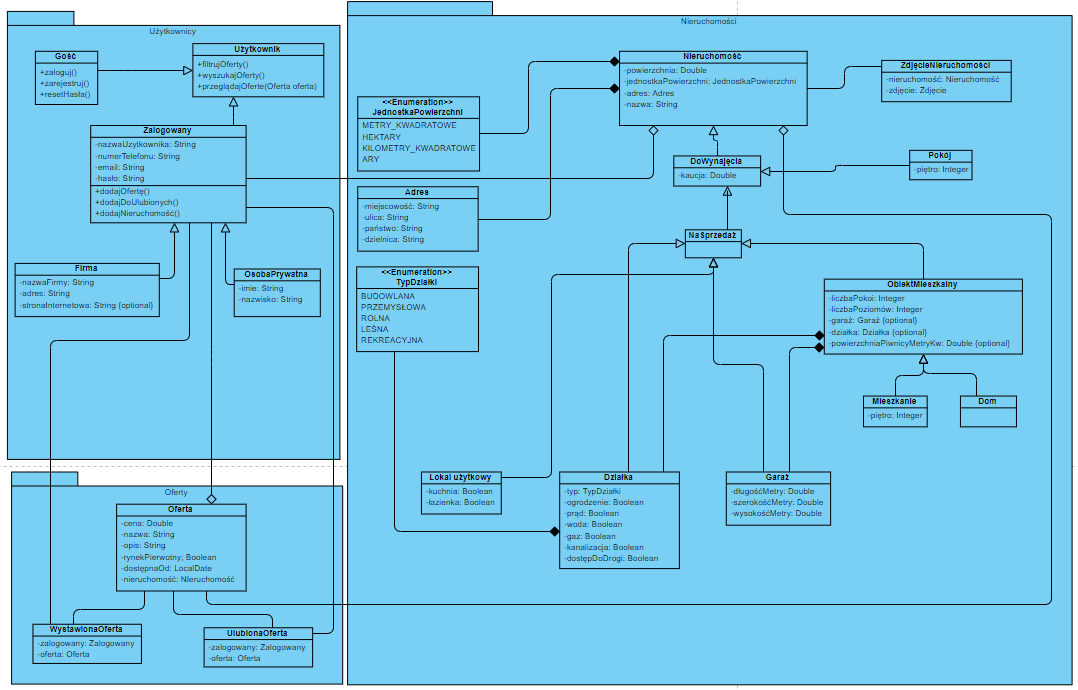 Użytkownicy
Gość
+zaloguj()
+zarejestruj()
+resetHasła()
Użytkownik
+filtrujOferty()
+wyszukajOferty()
+przeglądajOferte(Oferta oferta)
Zalogowany
-nazwaUzytkownika: String
-numerTelefonu: String
-email: String
-hasło: String
+dodajOfertę()
+dodajDoUlubionych()
+dodajNieruchomość()
Firma
-nazwaFirmy: String
-adres: String
-stronaInternetowa: String {optional}
OsobaPrywatna
-imie: String
-nazwisko: String
Oferty
Oferta
-cena: Double
-nazwa: String
-opis: String
-rynekPierwotny; Boolean
-dostępnaOd: LocalDate
-nieruchomość: NIeruchomość
WystawionaOferta
-zalogowany: Zalogowany
-oferta: Oferta
UlubionaOferta
-zalogowany: Zalogowany
-oferta: Oferta
Nieruchomości
Nieruchomość
-powierzchnia: Double
-jednostkaPowierzchni: JednostkaPowierzchni
-adres: Adres
-nazwa: String
ZdjęcieNieruchomości
-nieruchomość: Nieruchomość
-zdjęcie: Zdjęcie
<<Enumeration>>
JednostkaPowierzchni
METRY_KWADRATOWE
HEKTARY
KILOMETRY_KWADRATOWE
ARY
DoWynajęcia
-kaucja: Double
Pokój
-piętro: Integer
Adres
-miejscowość: String
-ulica: String
-państwo: String
-dzielnica: String
NaSprzedaż
<<Enumeration>>
TypDziałki
BUDOWLANA
PRZEMYSŁOWA
ROLNA
LEŚNA
REKREACYJNA
ObiektMieszkalny
-liczbaPokoi: Integer
-liczbaPoziomów: Integer
-garaż: Garaż {optional}
-działka: Działka {optional}
-powierzchniaPiwnicyMetryKw: Double {optional}
Mieszkanie
-piętro: Integer
Dom
Lokal użytkowy
-kuchnia: Boolean
-łazienka: Boolean
Działka
-typ: TypDziałki
-ogrodzenie: Boolean
-prąd: Boolean
-woda: Boolean
-gaz: Boolean
-kanalizacja: Boolean
-dostępDoDrogi: Boolean
Garaż
-długośćMetry: Double
-szerokośćMetry: Double
-wysokośćMetry: Double